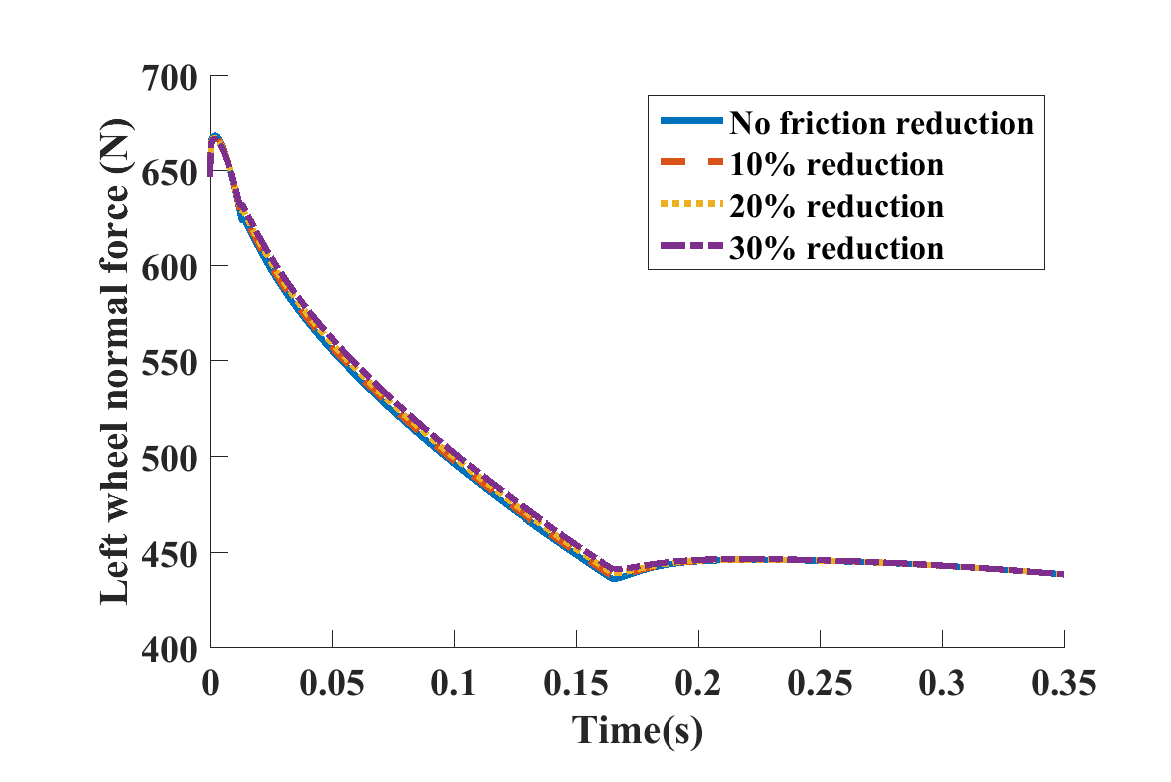 700
650
600
550
500
450
400
Left wheel normal force (N)
No friction reduction
10% reduction
20% reduction
30% reduction
0 0.05 0.1 0.15 0.2 0.25 0.3 0.35
Time(s)